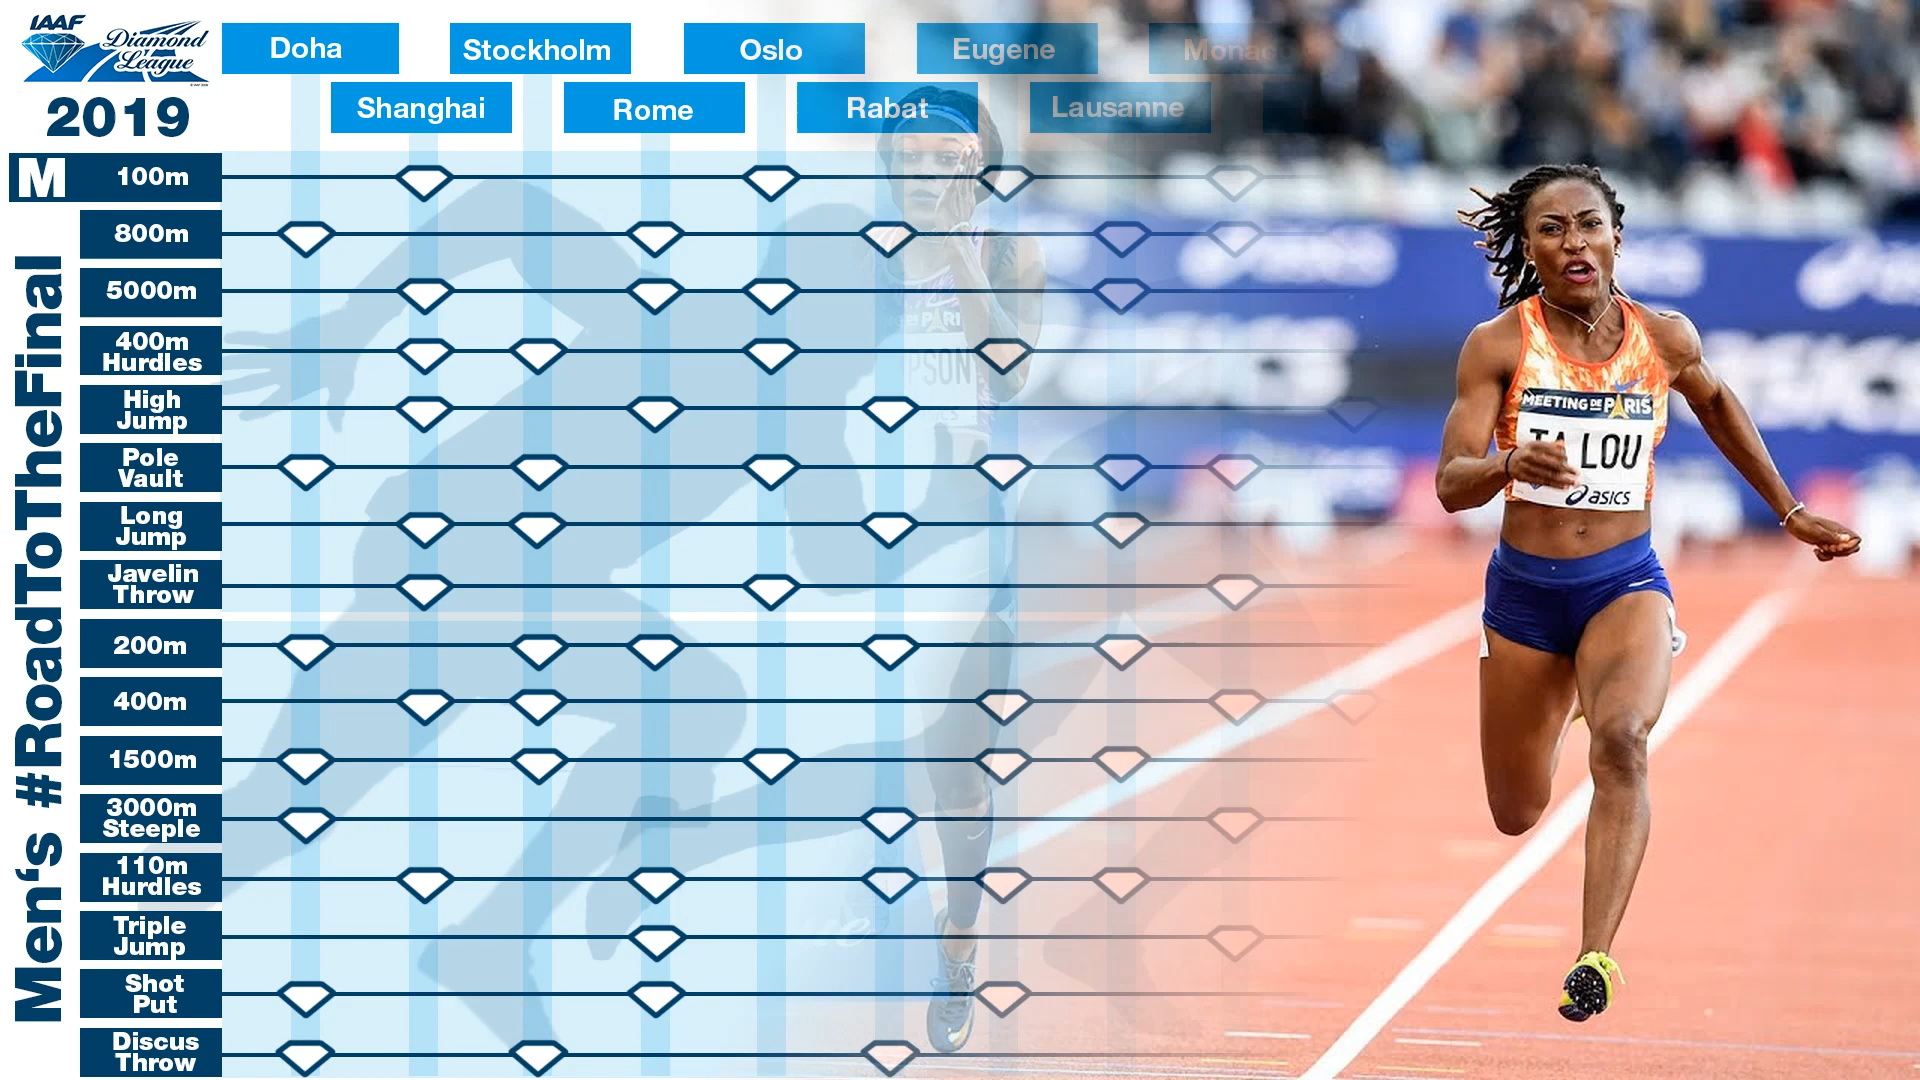 IAAF
Diamond
League
2019
Doha
Stockholm
Oslo
Eugene
Monaco
Shanghai
Rome
Rabat
Lausanne
Men's #RoadToTheFinal
M
100m
800m
5000m
400m
Hurdles
High
Jump
Pole
Vault
Long
Jump
Javelin
Throw
200m
400m
1500m
3000m
Steeple
110m
Hurdles
Triple
Jump
Shot
Put
Discus
Throw
MEETING DE PARIS
TA LOU
asics